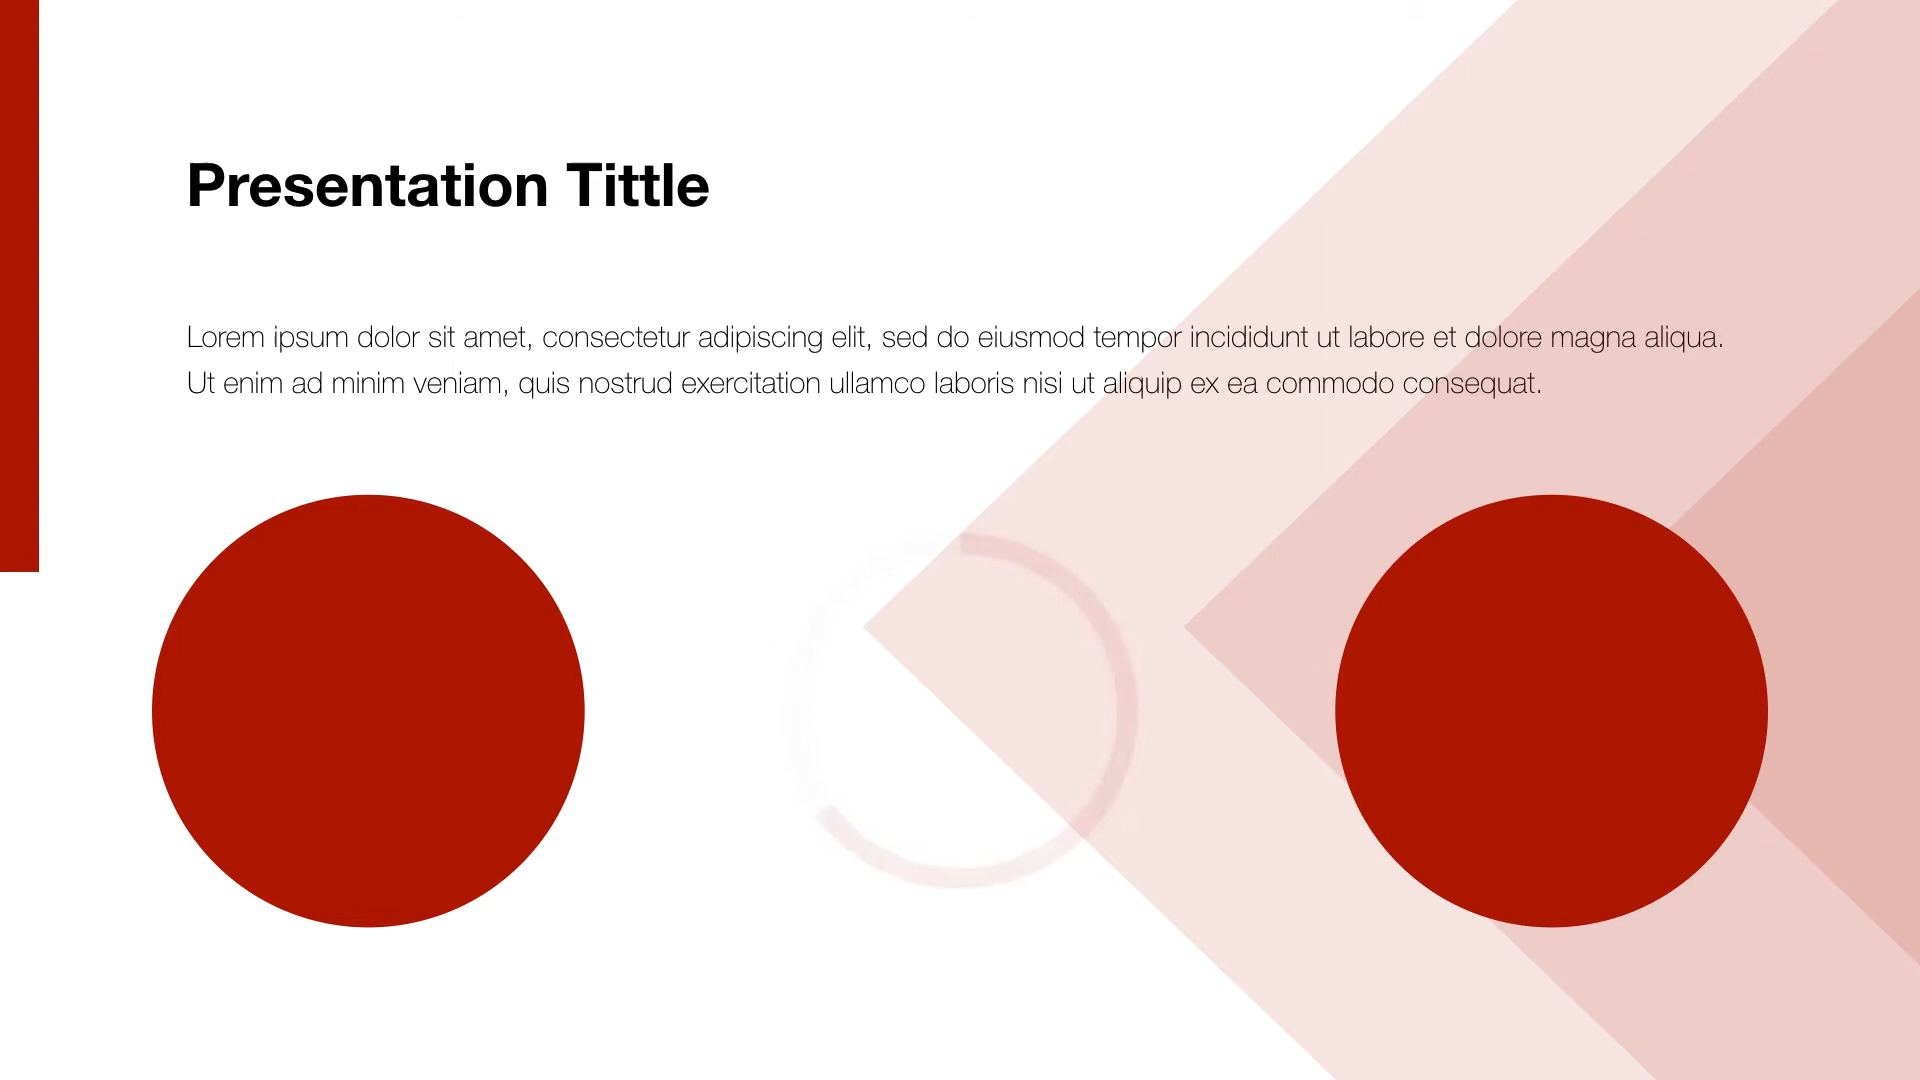 Presentation Tittle
Lorem ipsum dolor sit amet, consectetur adipiscing elit, sed do eiusmod tempor incididunt ut labore et dolore magna aliqua.
Ut enim ad minim veniam, quis nostrud exercitation ullamco laboris nisi ut aliquip ex ea commodo consequat.